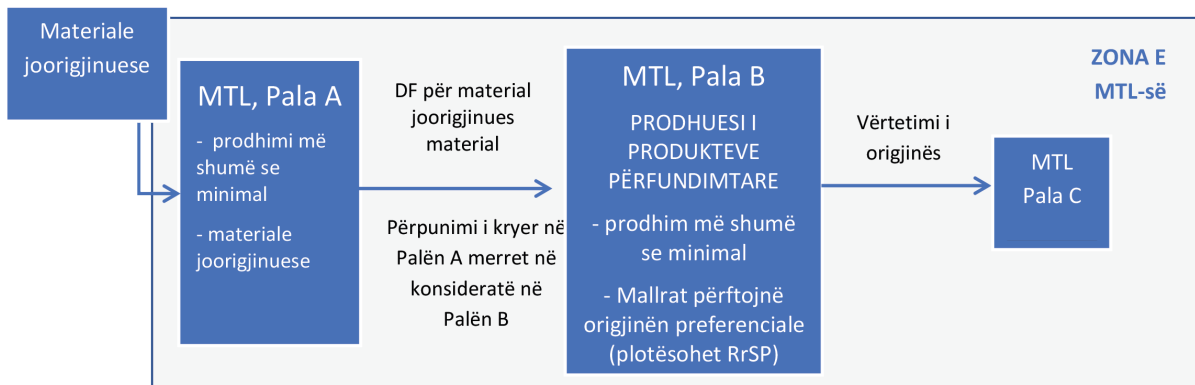 Materiale
joorigjinuese
MTL, Pala A
- prodhimi më
shumë se
minimal
- materiale
joorigjinuese
DF për material
joorigjinues
material
Përpunimi i kryer në
Palën A merret në
konsideratë në
Palën B
MTL, Pala B
PRODHUESI I
PRODUKTEVE
PËRFUNDIMTARE
- prodhim më shumë
se minimal
- Mallrat përftojnë
origjinën preferenciale
(plotësohet RrSP)
Vërtetimi i
origjinës
ZONA E
MTL-së
MTL
Pala C